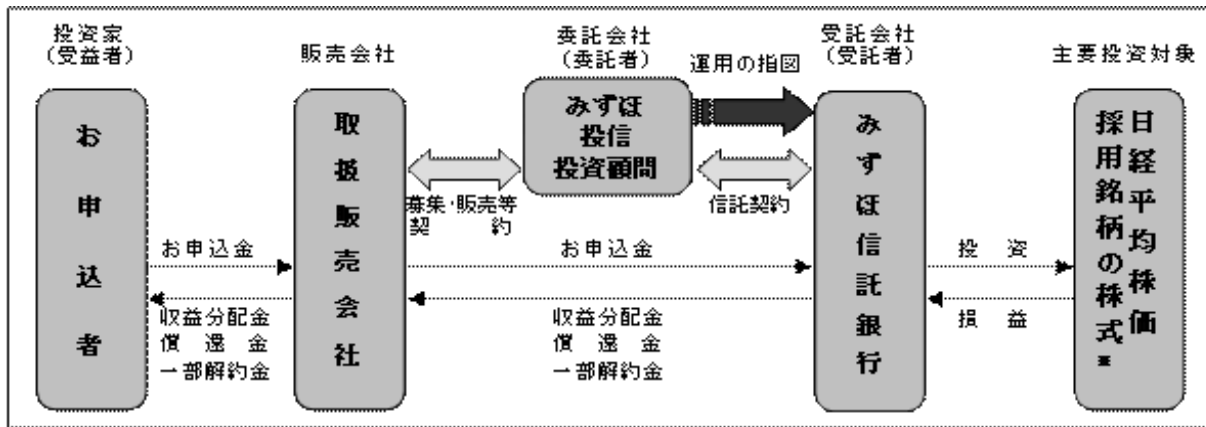 投資家
（受益者）
お申込者
お申込金
収益分配金
償還金
一部解約金
販売会社
取扱販売会社
募集・販売等
契約
委託会社
（委託者）
みずほ
投信
投資顧問
運用の指図
信託契約
お申込金
収益分配金
償還金
一部解約金
受託会社
（受託者）
みずほ信託銀行
投資
損益
主要投資対象
日経平均株価
採用銘柄の株式※